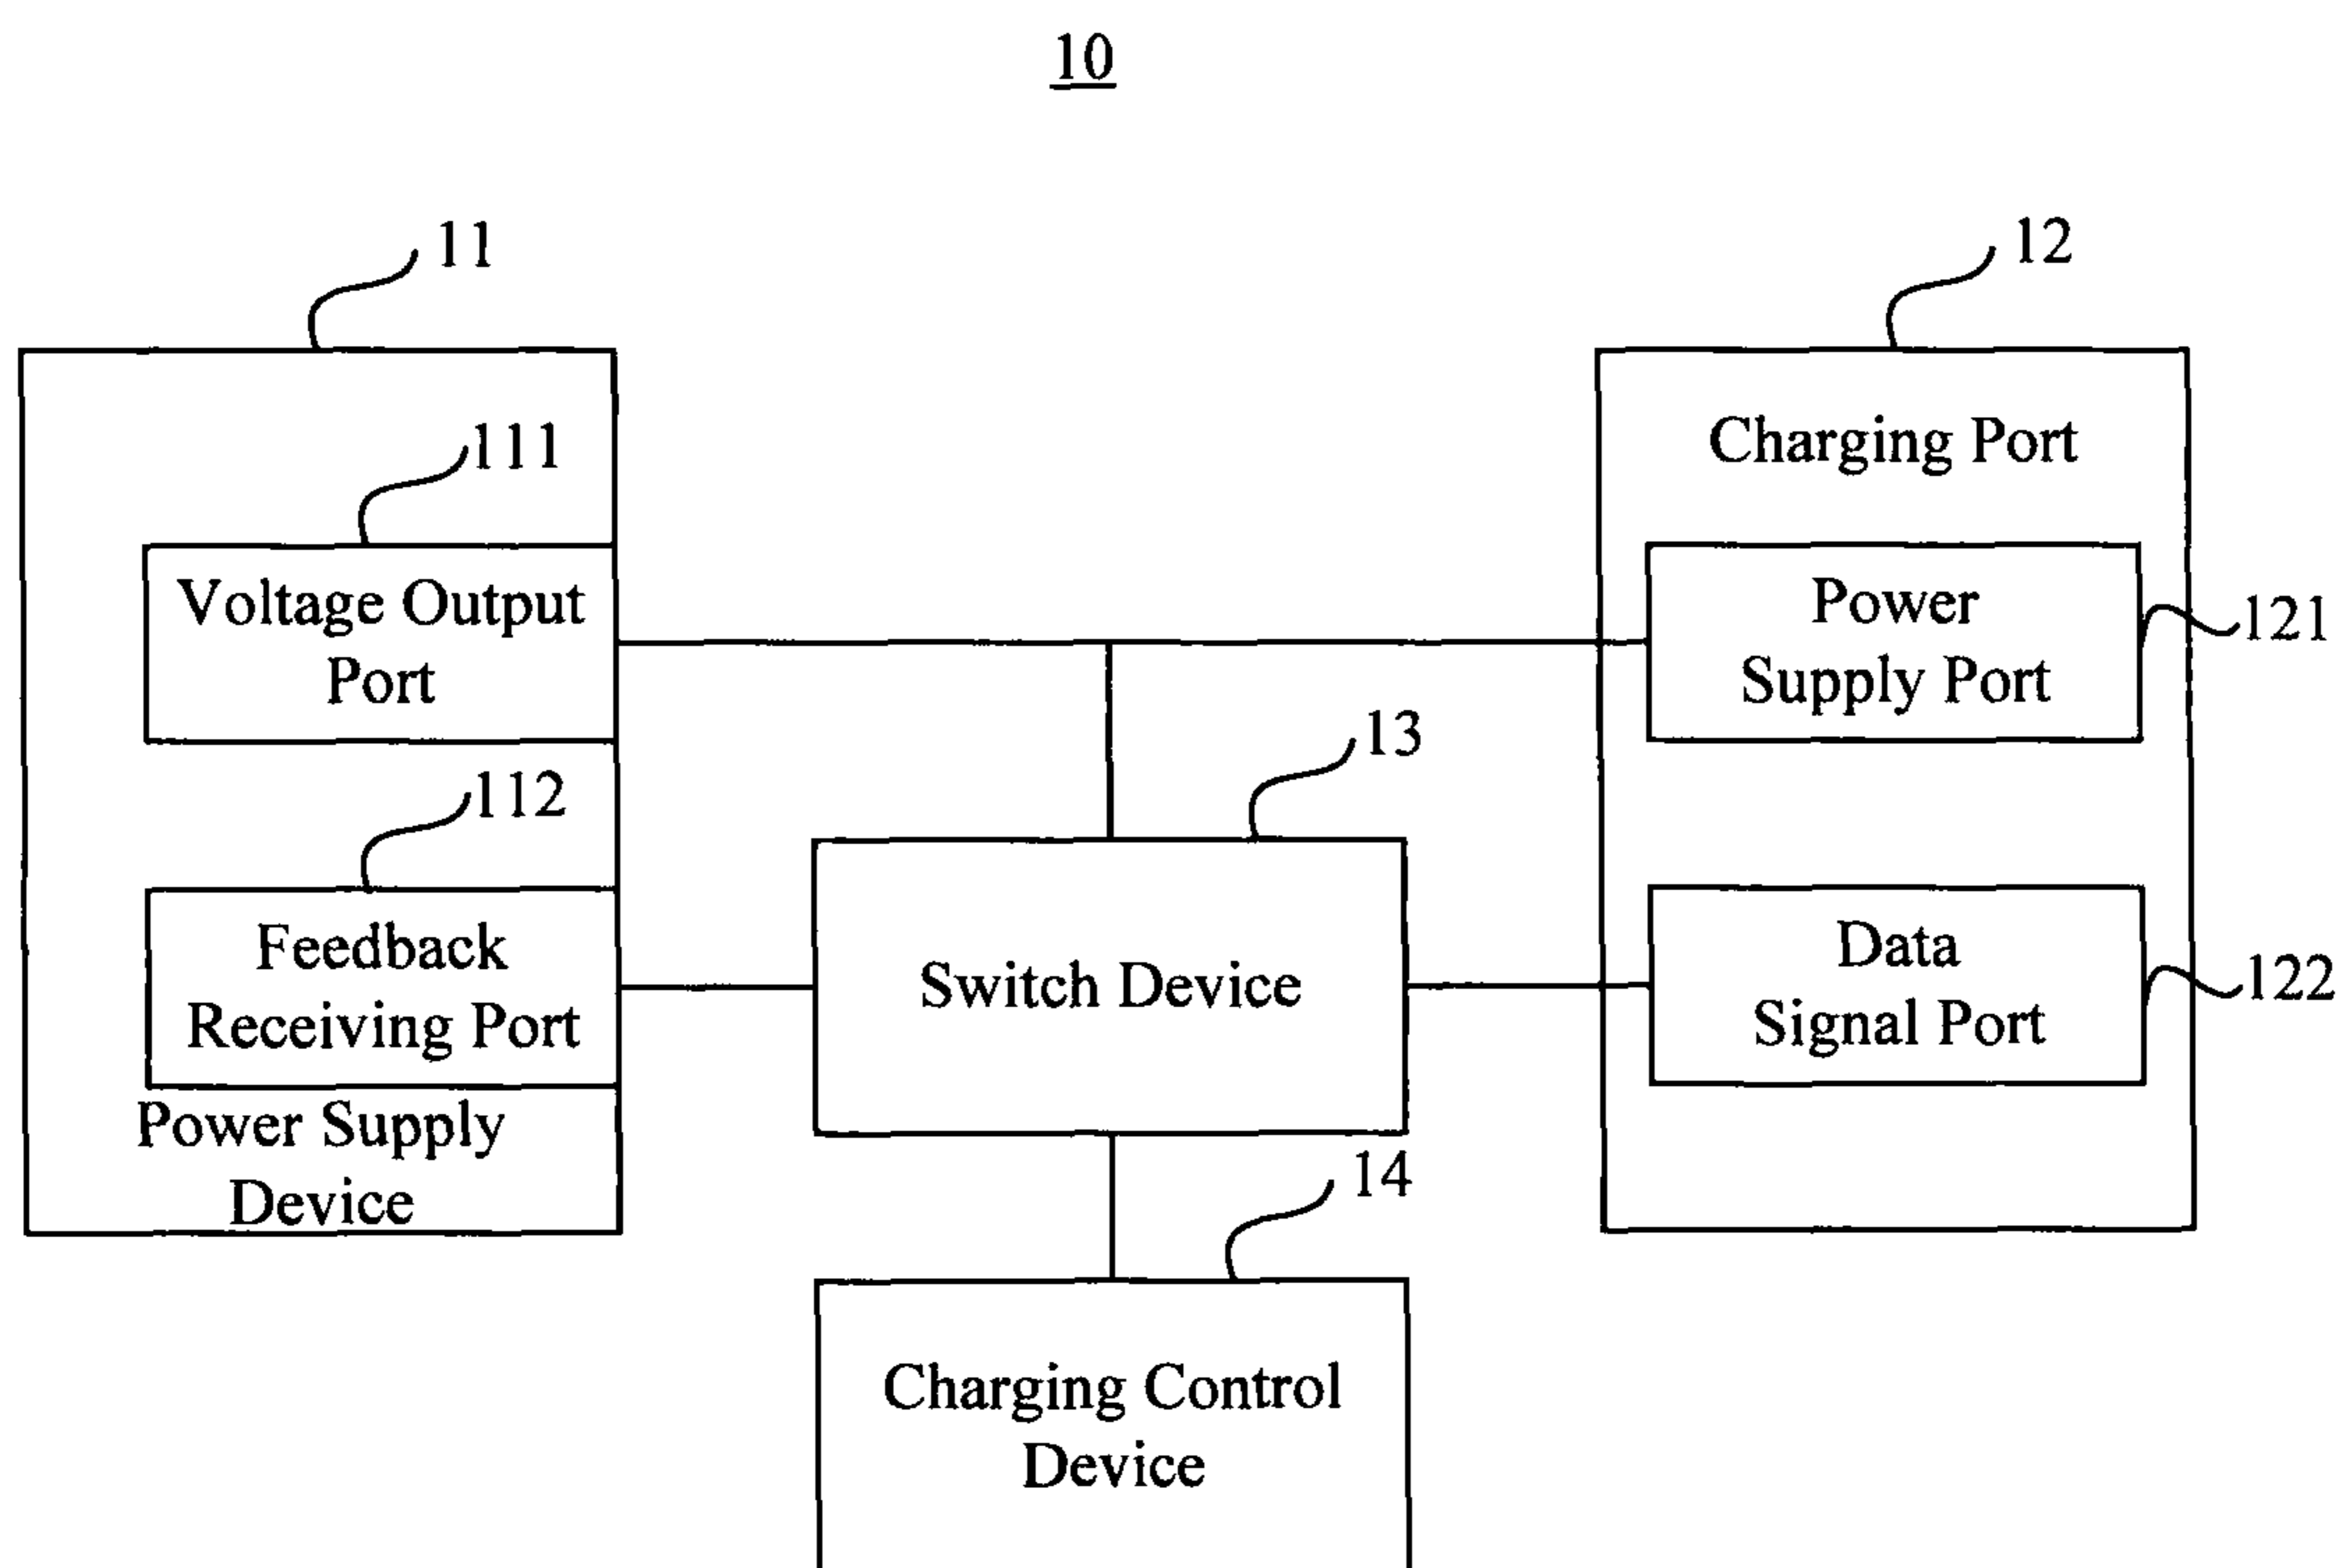 10
11
12
111
Charging Port
Voltage Output
Port
Power
Supply Port
121
13
112
Feedback
Receiving Port
Switch Device
Data
Signal Port
122
Power Supply
Device
14
Charging Control
Device